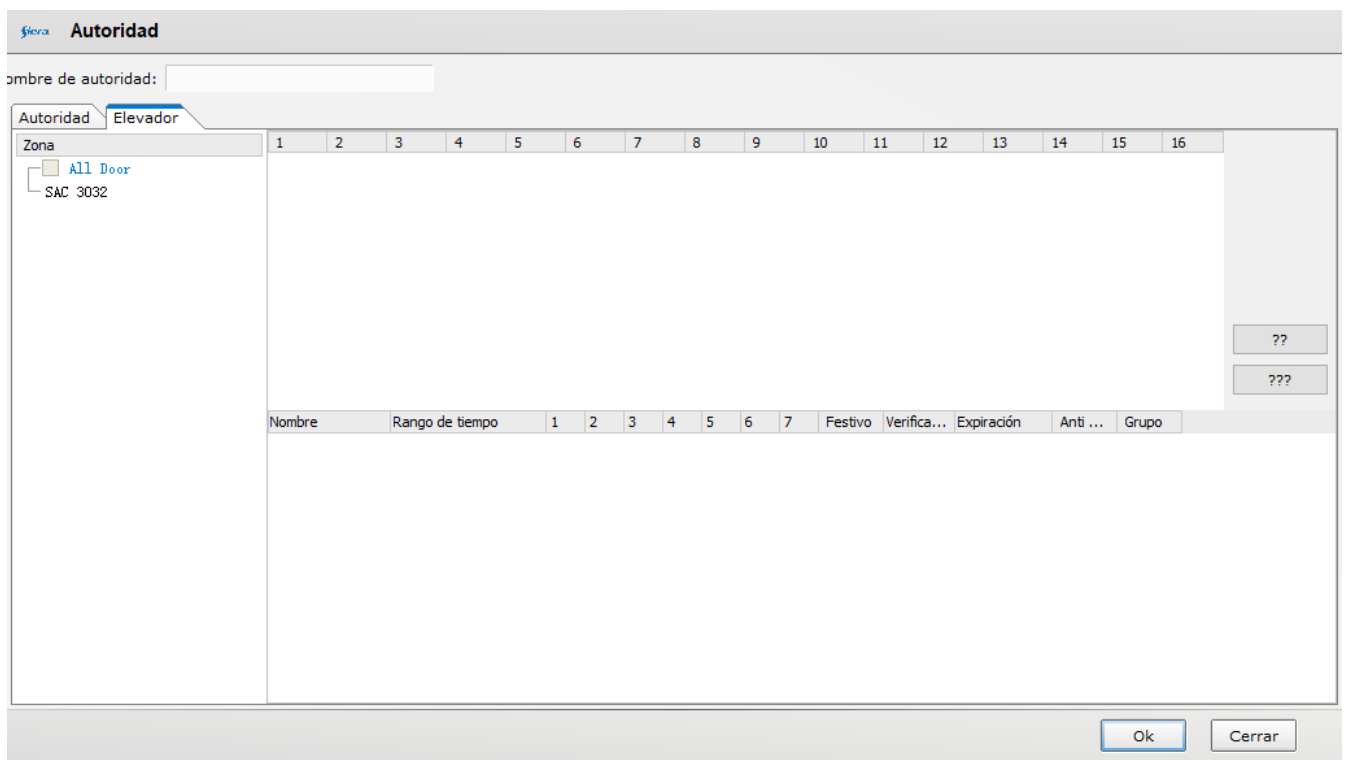 Siera Autoridad
ombre de autoridad:
Autoridad Elevador
Zona
All Door
SAC 3032
1 2 3 4 5 6 7 8 9 10 11 12 13 14 15 16
??
???
Nombre Rango de tiempo 1 2 3 4 5 6 7 Festivo Verifica... Expiración Anti ... Grupo
Ok Cerrar